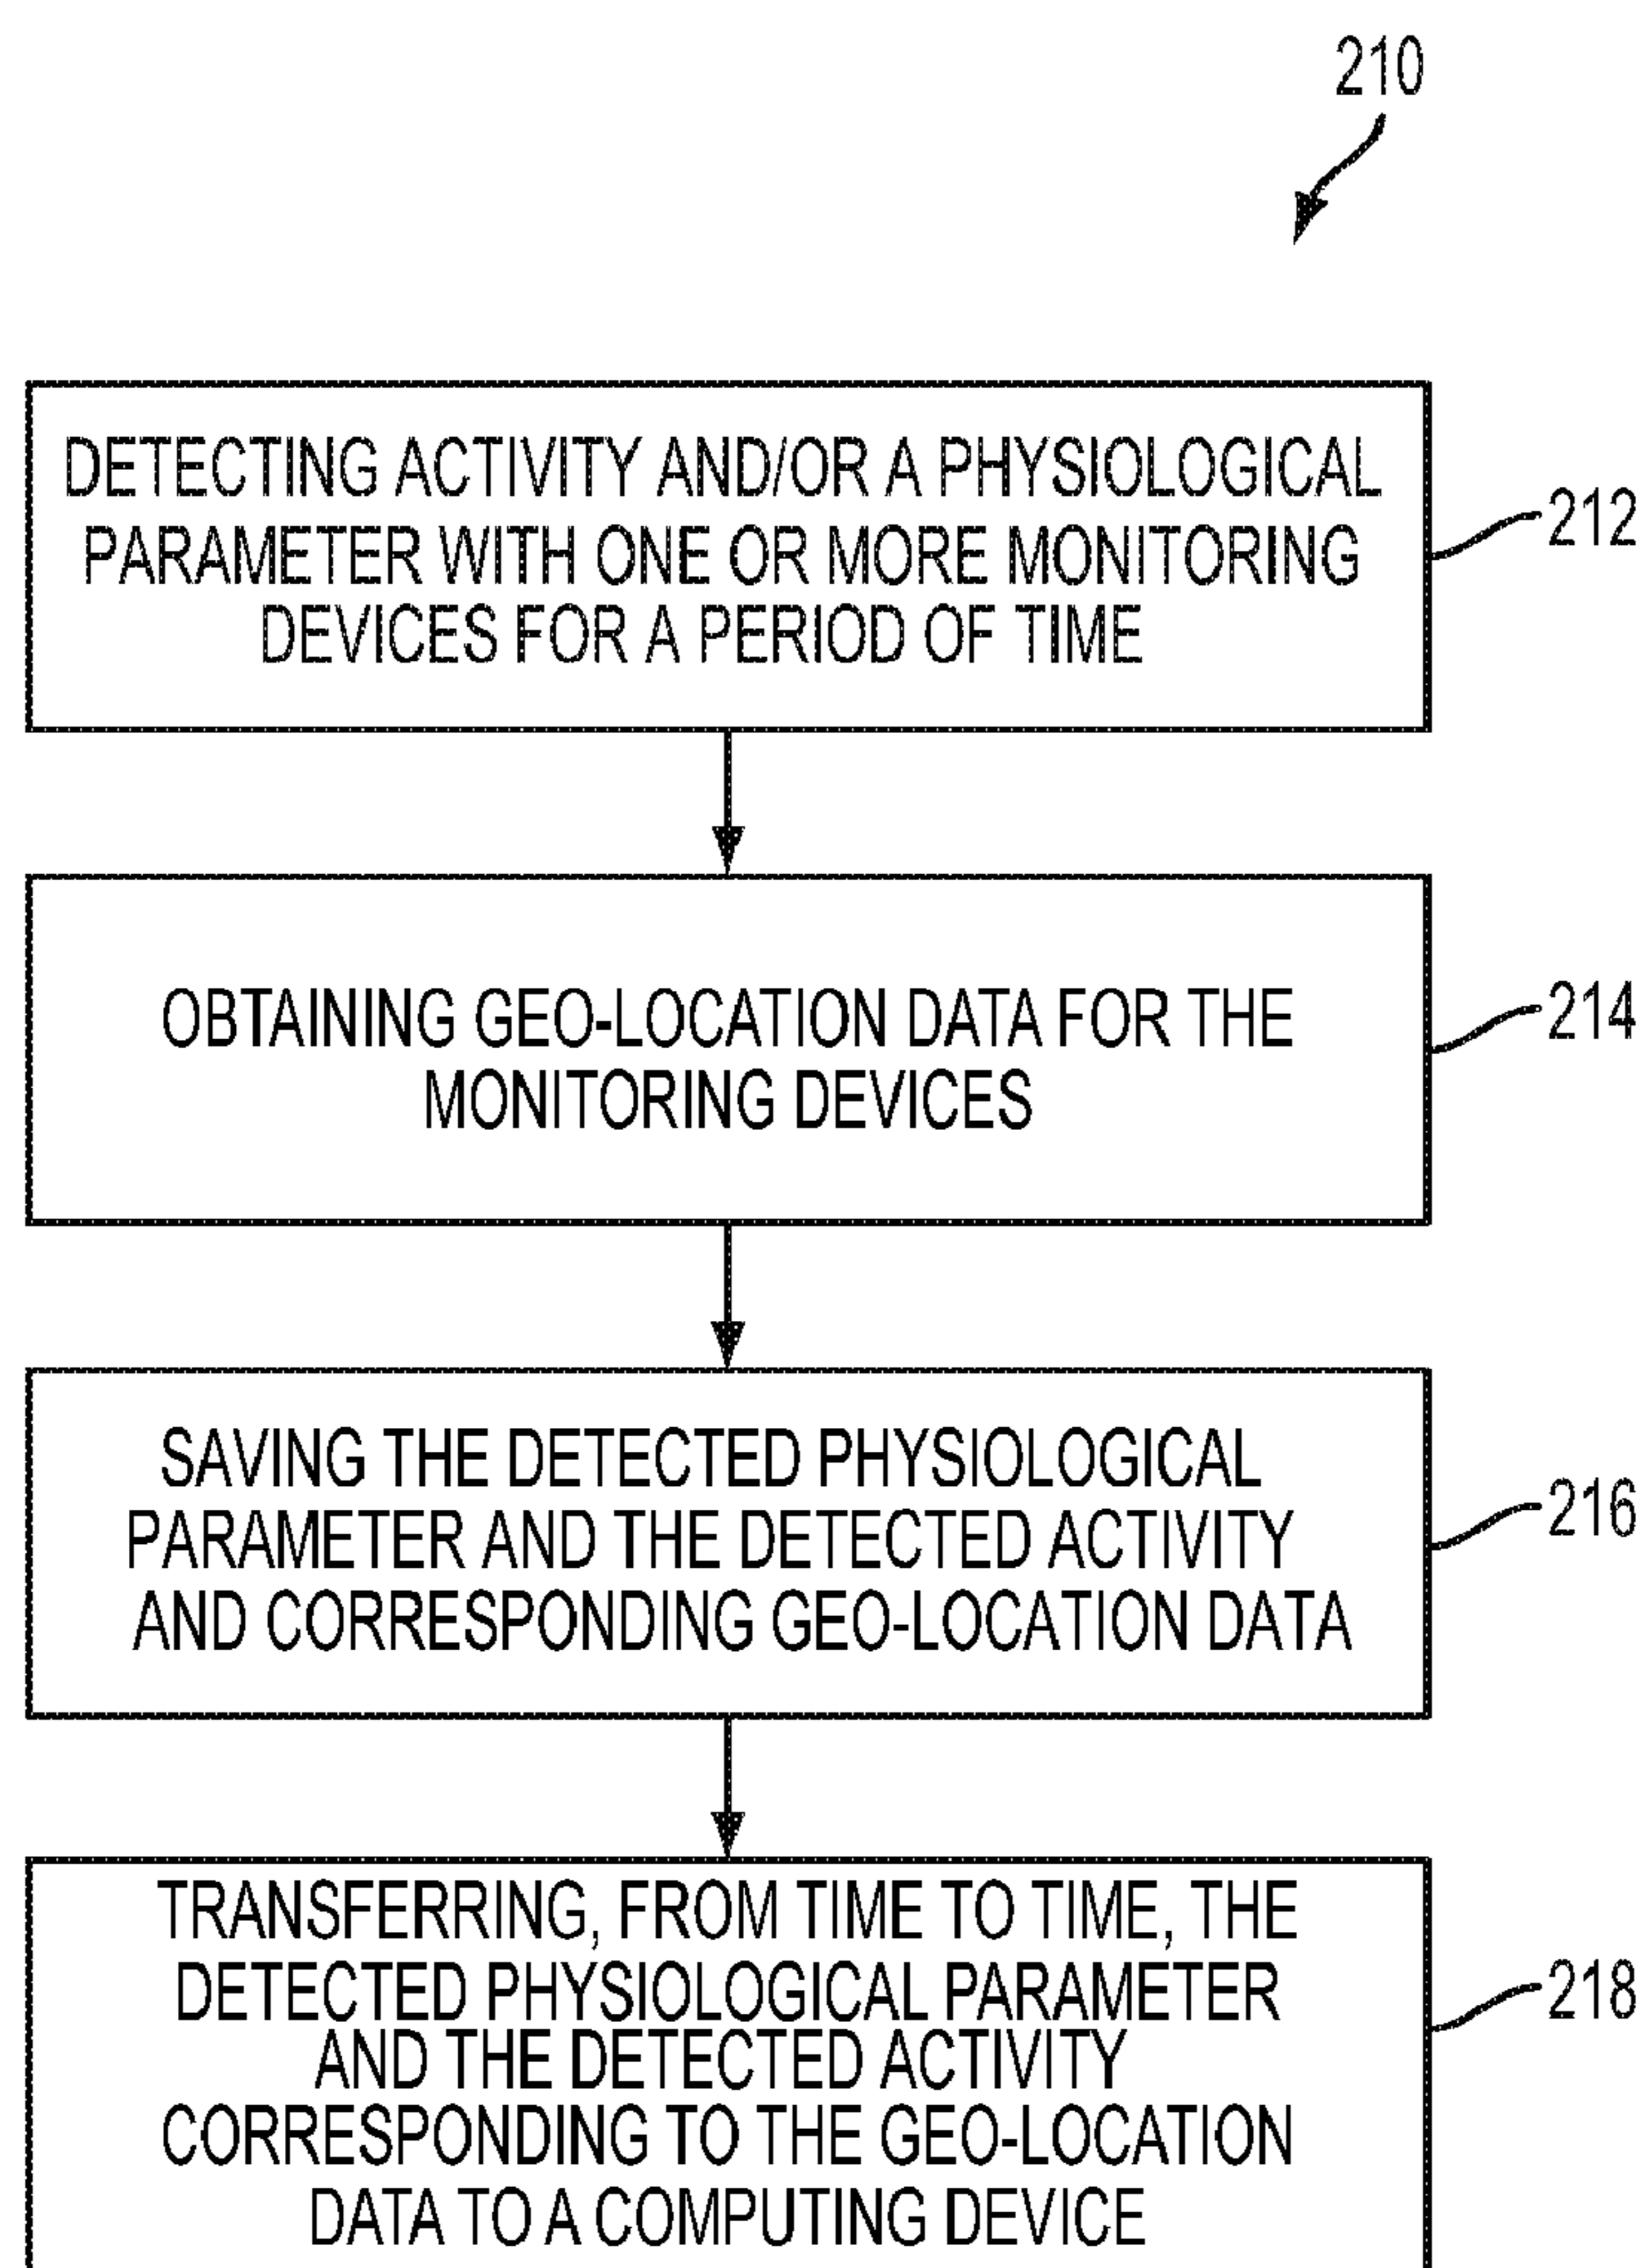 210
DETECTING ACTIVITY AND/OR A PHYSIOLOGICAL
PARAMETER WITH ONE OR MORE MONITORING
DEVICES FOR A PERIOD OF TIME
212
OBTAINING GEO-LOCATION DATA FOR THE
MONITORING DEVICES
214
SAVING THE DETECTED PHYSIOLOGICAL
PARAMETER AND THE DETECTED ACTIVITY
AND CORRESPONDING GEO-LOCATION DATA
216
TRANSFERRING, FROM TIME TO TIME, THE
DETECTED PHYSIOLOGICAL PARAMETER
AND THE DETECTED ACTIVITY
CORRESPONDING TO THE GEO-LOCATION
DATA TO A COMPUTING DEVICE
218